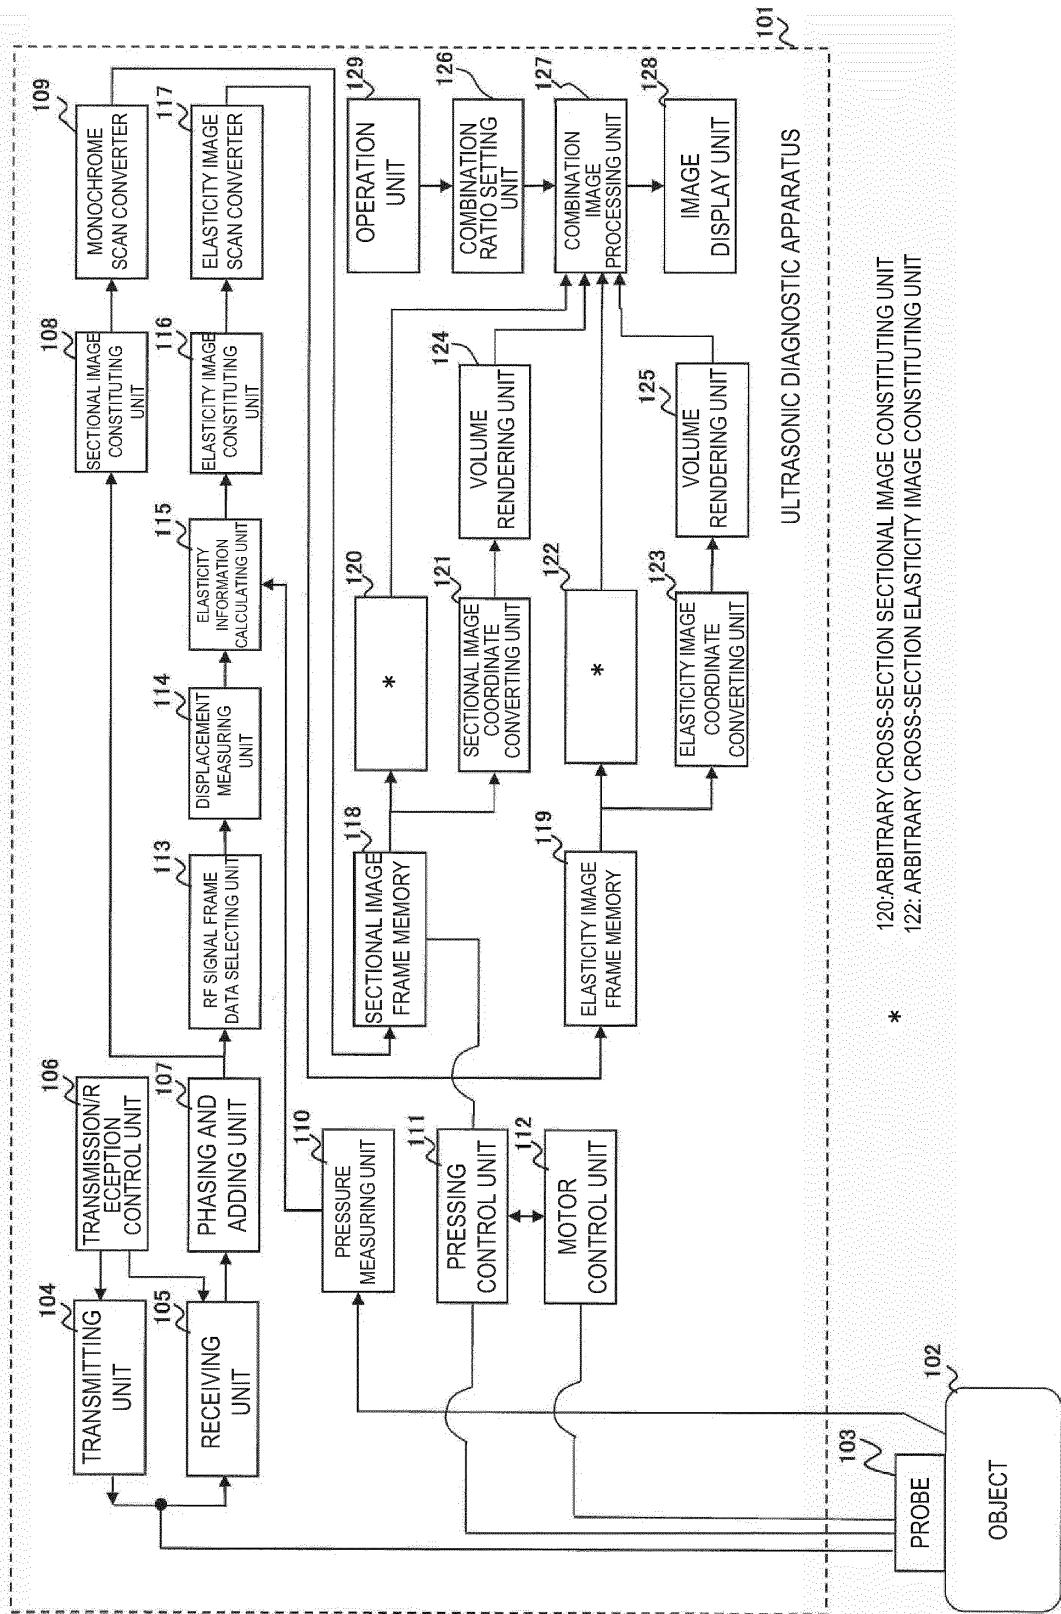 101
104
TRANSMITTING
UNIT
106
TRANSMISSION/R
ECEPTION
CONTROL UNIT
108
SECTIONAL IMAGE
CONSTITUTING
UNIT
109
MONOCHROME
SCAN CONVERTER
105
RECEIVING
UNIT
107
PHASING AND
ADDING UNIT
113
RF SIGNAL FRAME
DATA SELECTING UNIT
114
DISPLACEMENT
MEASURING
UNIT
115
ELASTICITY
INFORMATION
CALCULATING UNIT
116
ELASTICITY IMAGE
CONSTITUTING
UNIT
117
ELASTICITY IMAGE
SCAN CONVERTER
110
PRESSURE
MEASURING UNIT
118
SECTIONAL IMAGE
FRAME MEMORY
120
*
129
OPERATION
UNIT
111
PRESSING
CONTROL UNIT
121
SECTIONAL IMAGE
COORDINATE
CONVERTING UNIT
124
VOLUME
RENDERING UNIT
126
COMBINATION
RATIO SETTING
UNIT
112
MOTOR
CONTROL UNIT
119
ELASTICITY IMAGE
FRAME MEMORY
122
*
127
COMBINATION
IMAGE
PROCESSING UNIT
123
ELASTICITY IMAGE
COORDINATE
CONVERTING UNIT
125
VOLUME
RENDERING UNIT
128
IMAGE
DISPLAY UNIT
ULTRASONIC DIAGNOSTIC APPARATUS
103
PROBE
102
OBJECT
*
120:ARBITRARY CROSS-SECTION SECTIONAL IMAGE CONSTITUTING UNIT
122: ARBITRARY CROSS-SECTION ELASTICITY IMAGE CONSTITUTING UNIT